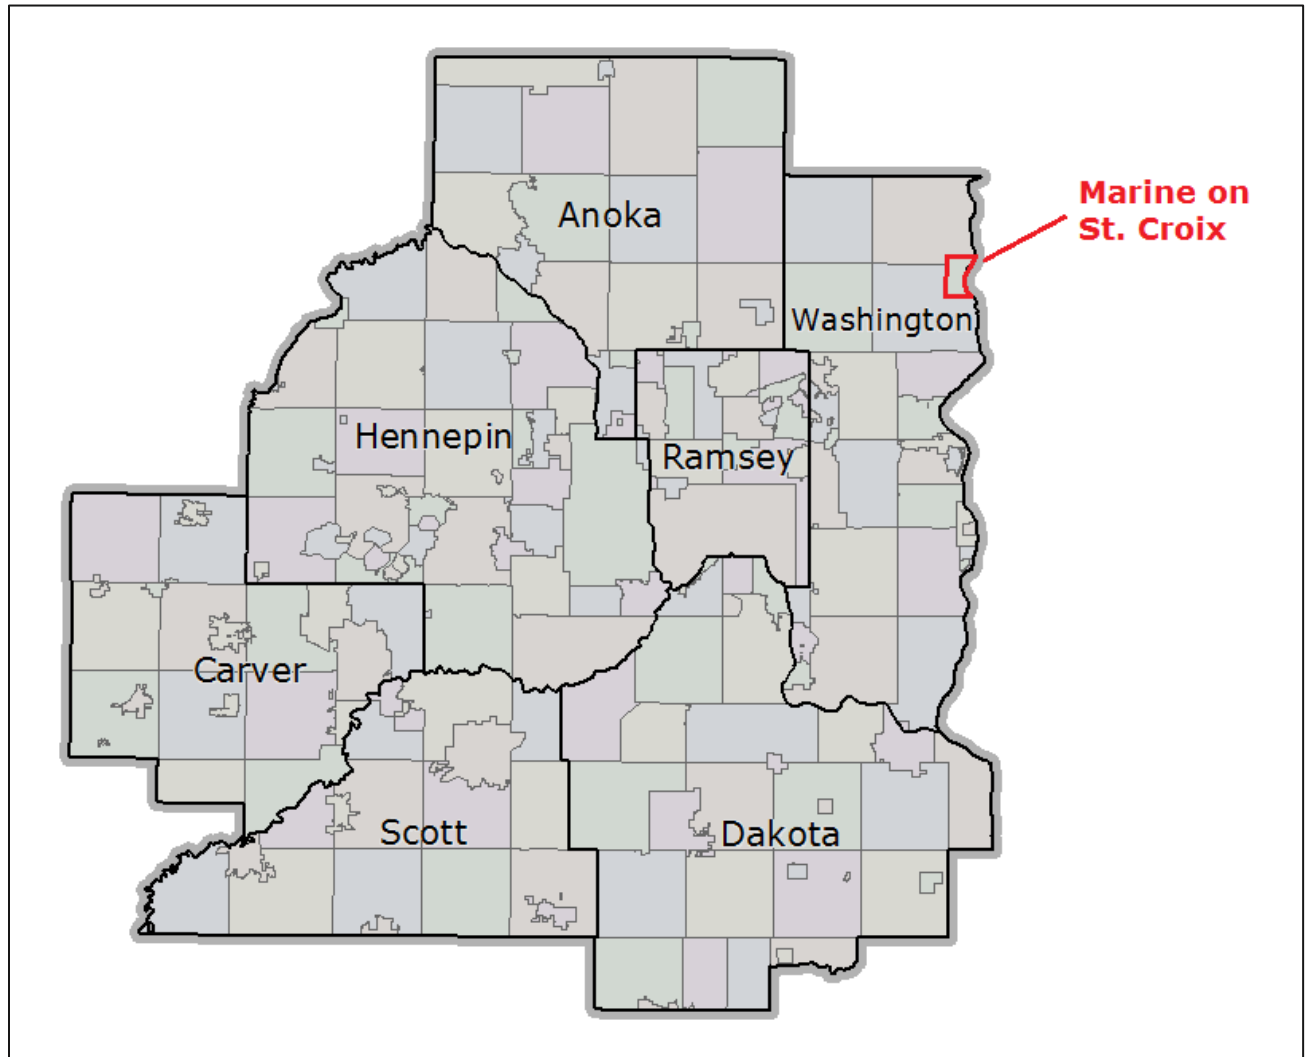 Marine on
St. Croix
Anoka
Washington
Hennepin
Ramsey
Carver
Scott
Dakota